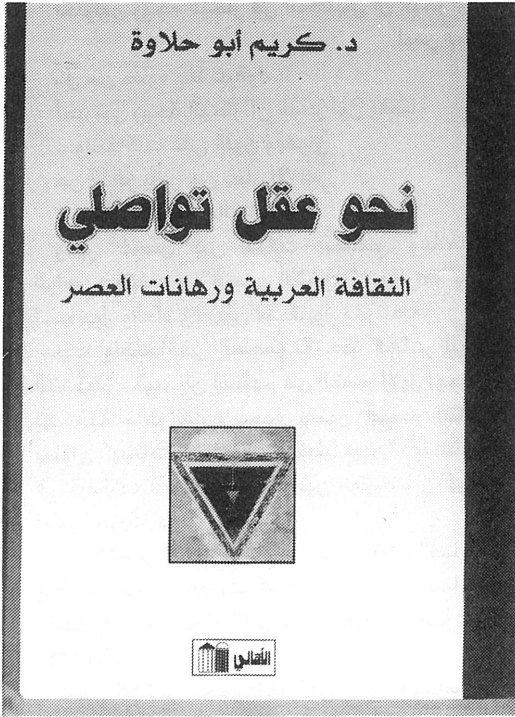 د. كريم أبو حلاوة
نحو عقل تواصلي
الثقافة العربية ورهانات العصر
الأهالي